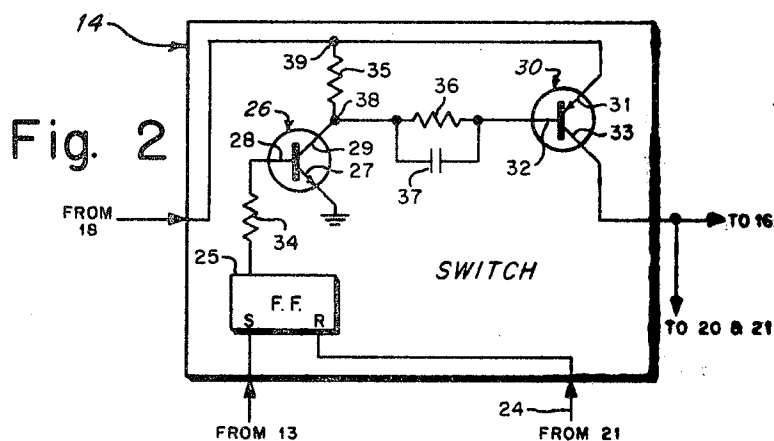 14
39
35
30
36
31
38
26
Fig. 2
28
29
32
33
37
27
FROM
18
34
TO 16
25
SWITCH
F.F.
S R
TO 20 & 21
24
FROM 13
FROM 21